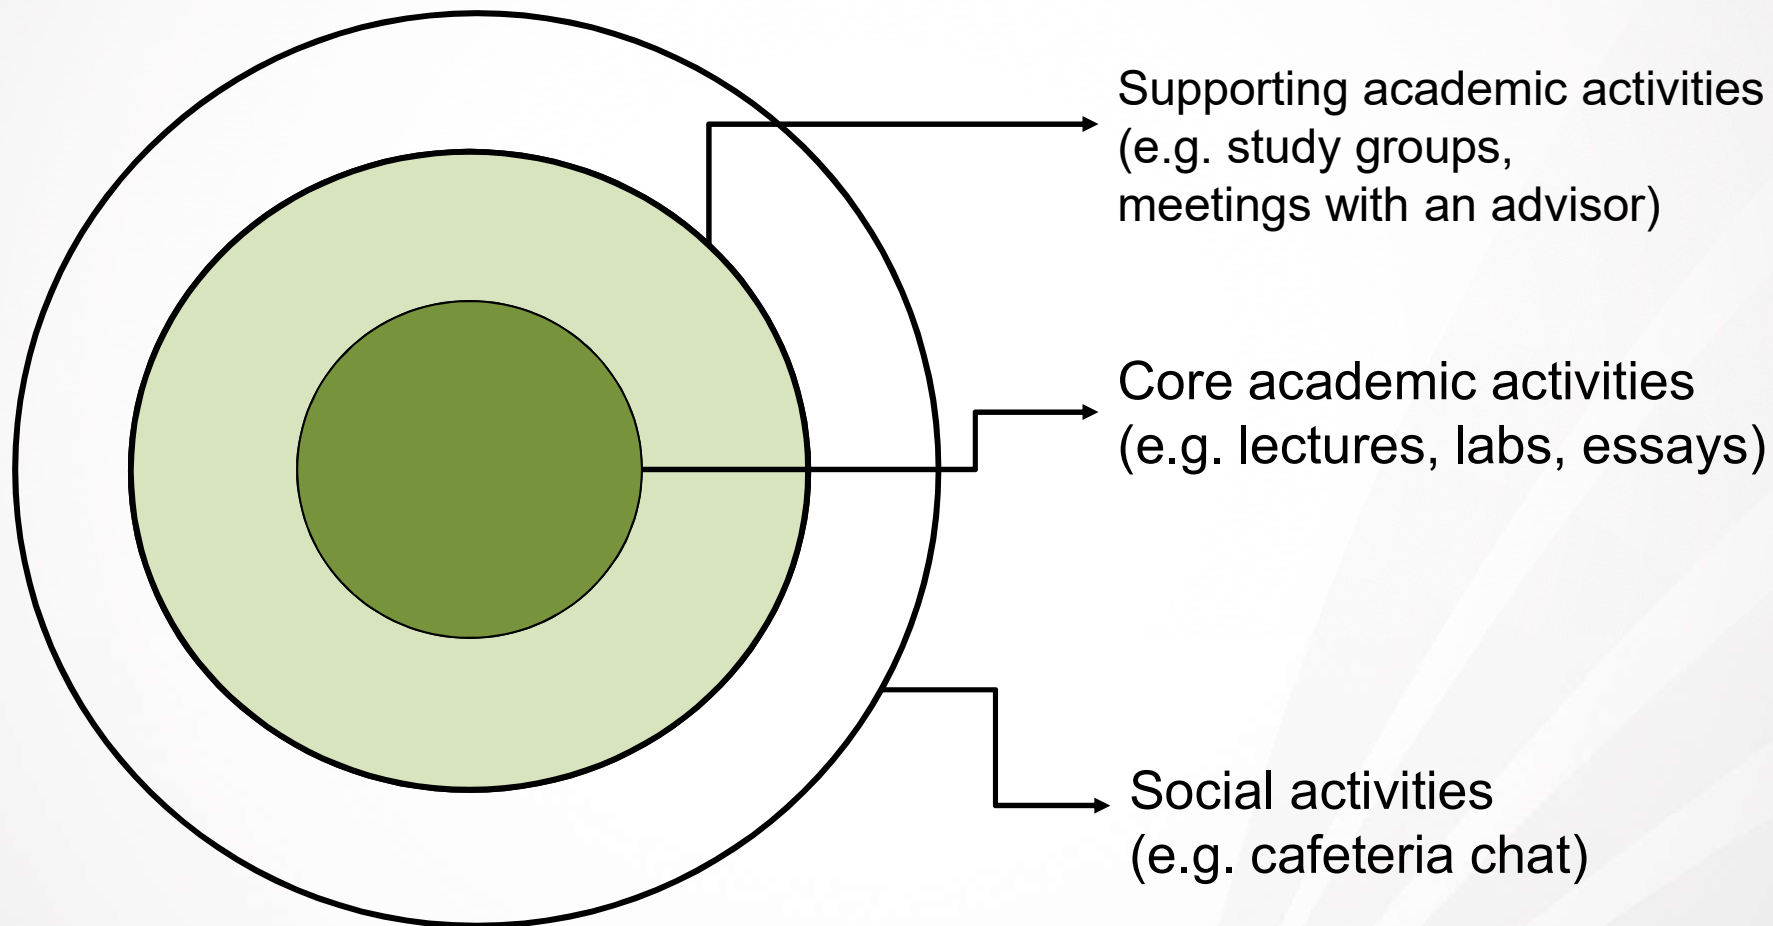 Supporting academic activities
(e.g. study groups,
meetings with an advisor)
Core academic activities
(e.g. lectures, labs, essays)
Social activities
(e.g. cafeteria chat)